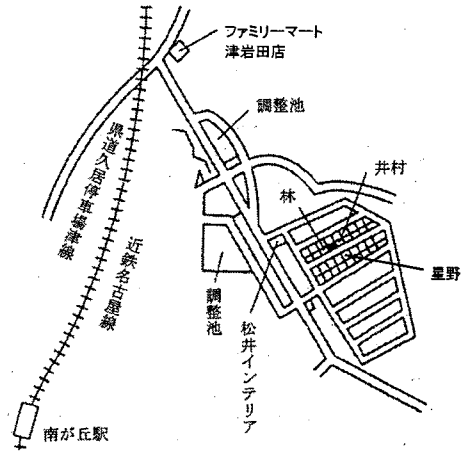 ファミリーマート
津岩田店
調整池
井村
林
県道久居停車場津線
近鉄名古屋線
星野
調整池
松井インテリア
南が丘駅